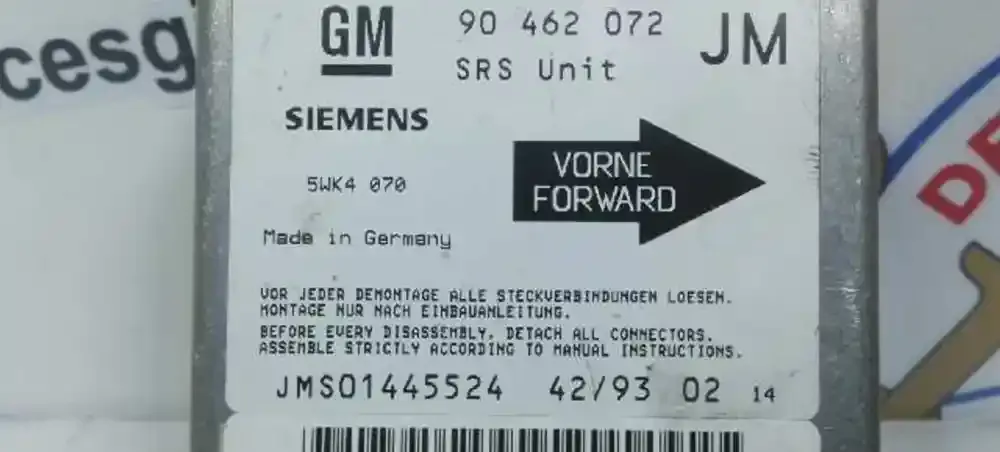 cesg
GM
90 462 072
JM
SRS Unit
SIEMENS
VORNE
FORWARD
5WK4 070
Made in Germany
VOR JEDER DEMONTAGE ALLE STECKVERBINDUNGEN LOESEN.
MONTAGE NUR NACH EINBAUANLEITUNG.
BEFORE EVERY DISASSEMBLY, DETACH ALL CONNECTORS.
ASSEMBLE STRICTLY ACCORDING TO MANUAL INSTRUCTIONS.
JMS01445524 42/93 02 14
DE